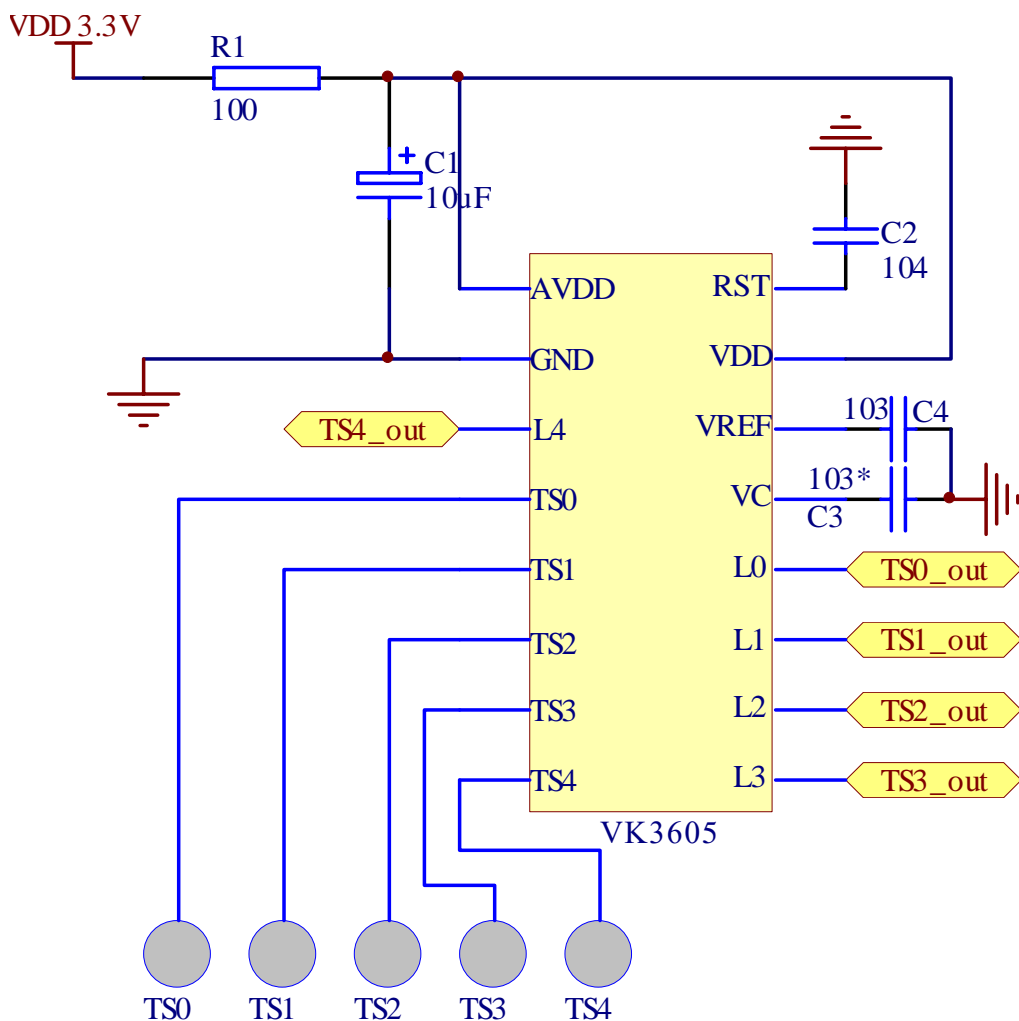 VDD 3.3V
R1
100
+
C1
10uF
C2
104
AVDD
RST
GND
VDD
TS4_out
L4
VREF
103
C4
TS0
VC
103*
C3
TS1
L0
TS0_out
TS2
L1
TS1_out
TS3
L2
TS2_out
TS4
L3
TS3_out
VK3605
TS0
TS1
TS2
TS3
TS4